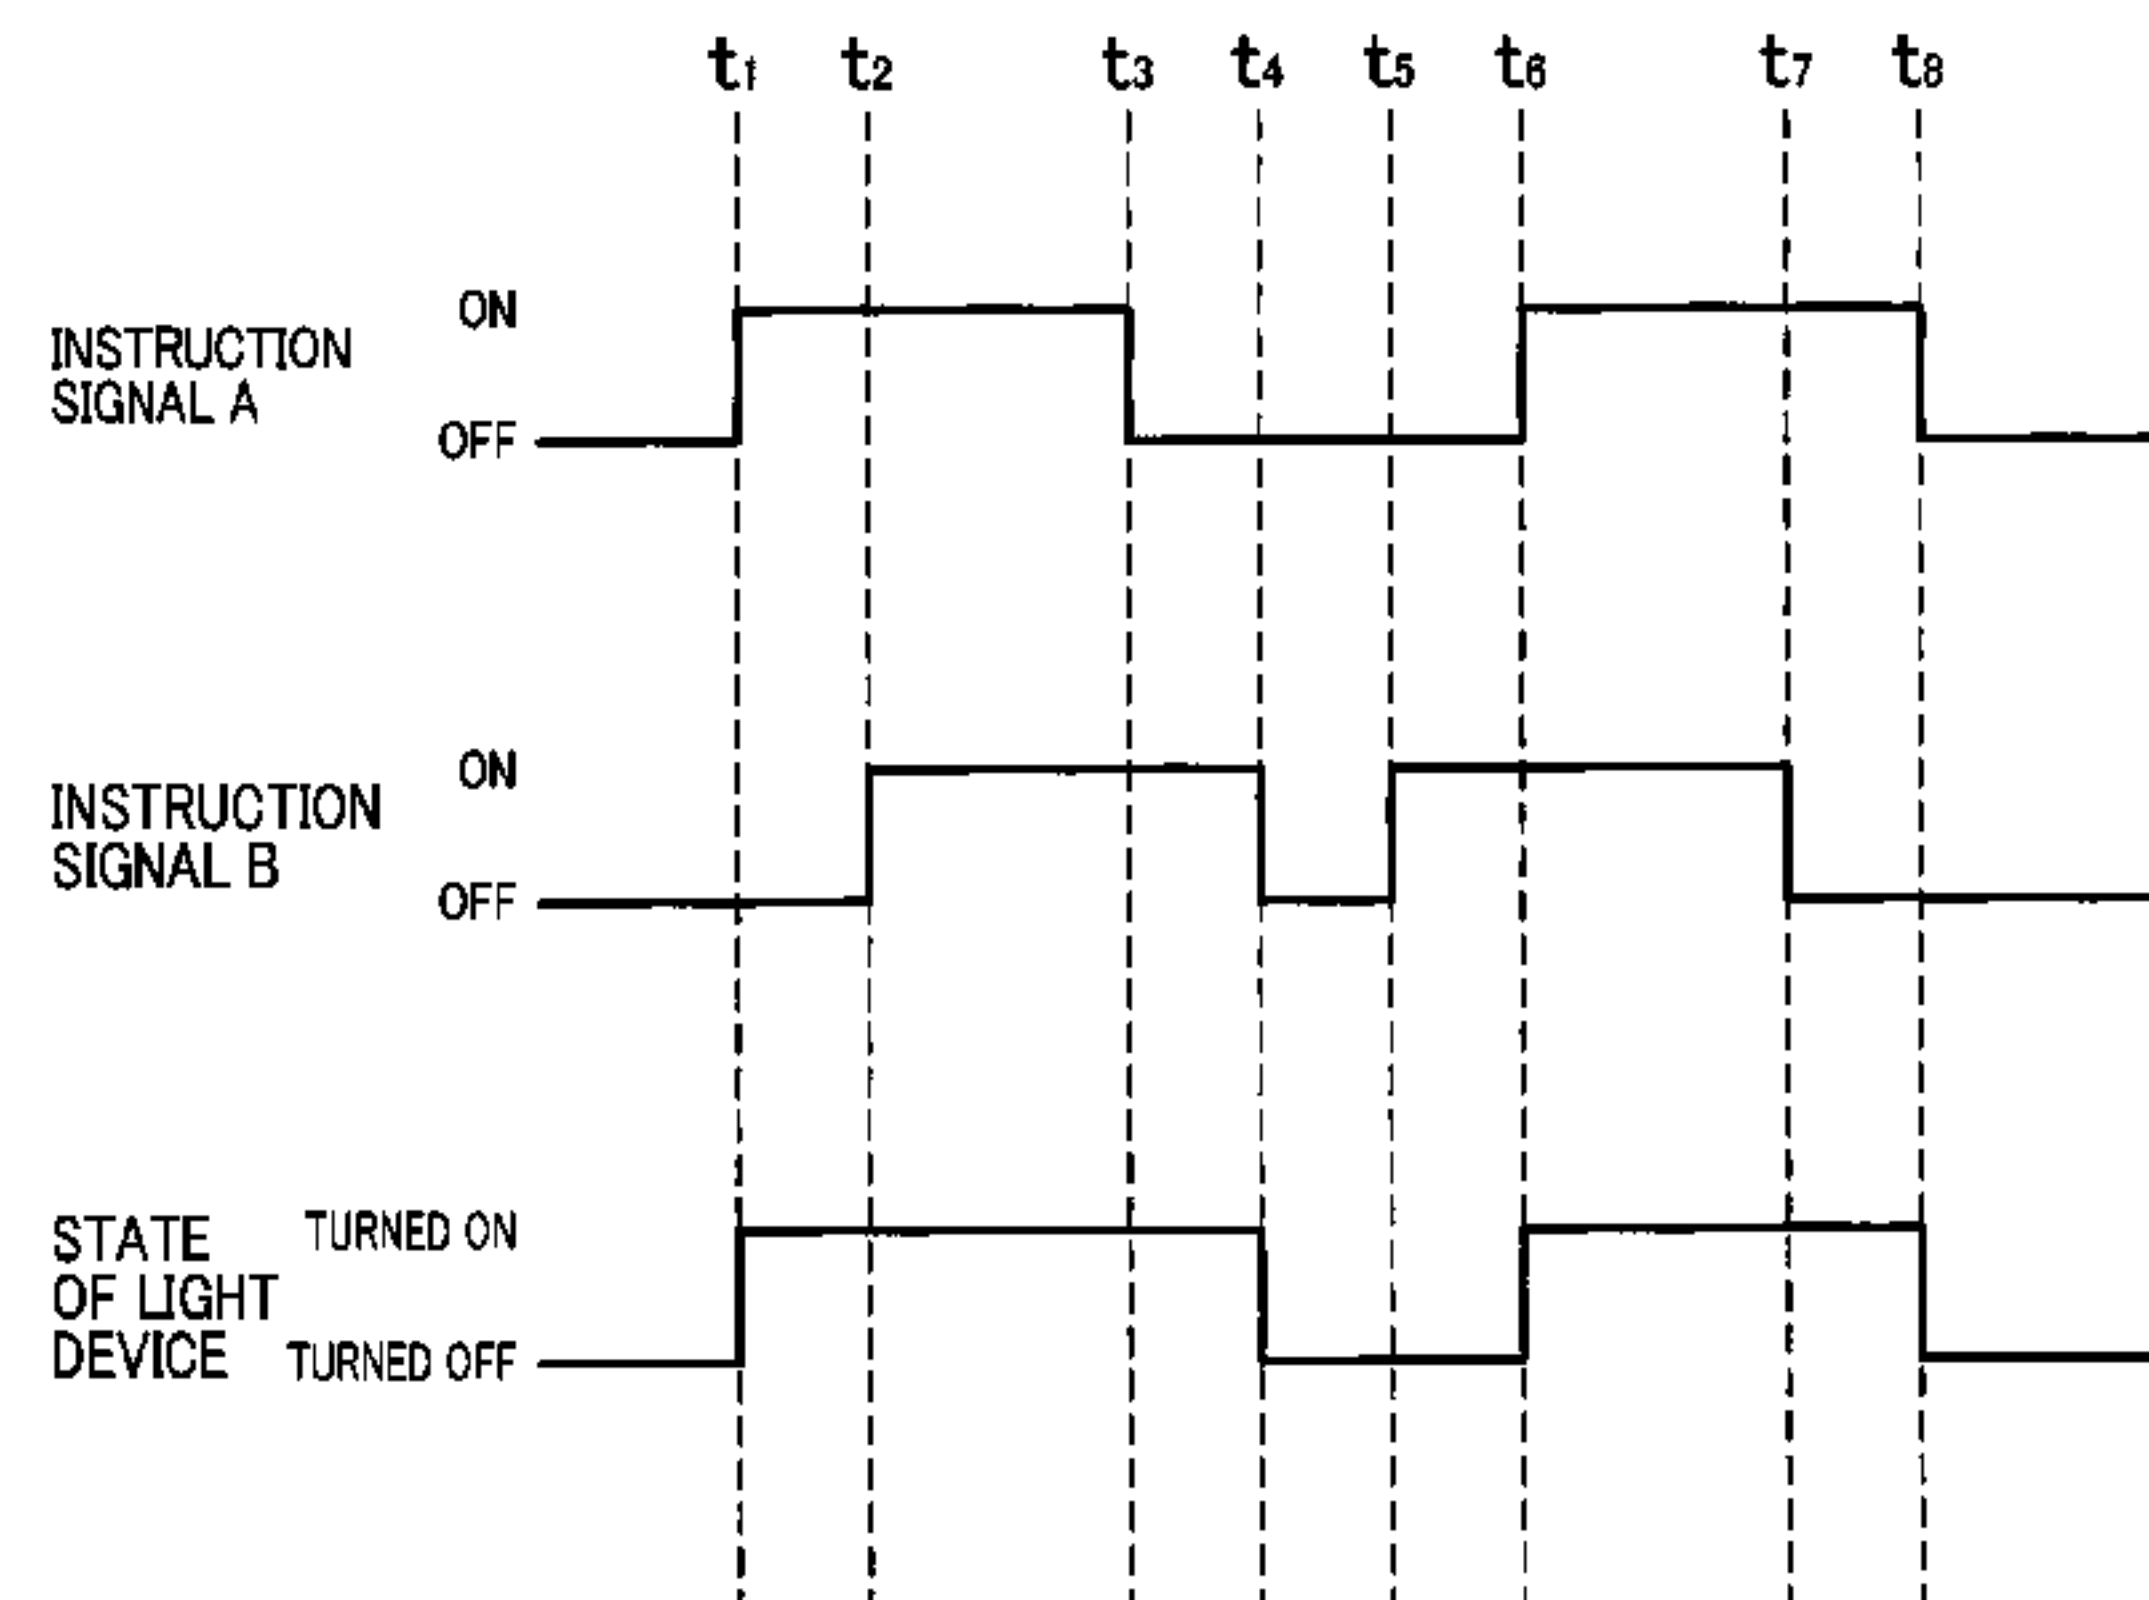 t1 t2 t3 t4 t5 t6 t7 t8
ON
INSTRUCTION
SIGNAL A
OFF
ON
INSTRUCTION
SIGNAL B
OFF
STATE TURNED ON
OF LIGHT
DEVICE TURNED OFF